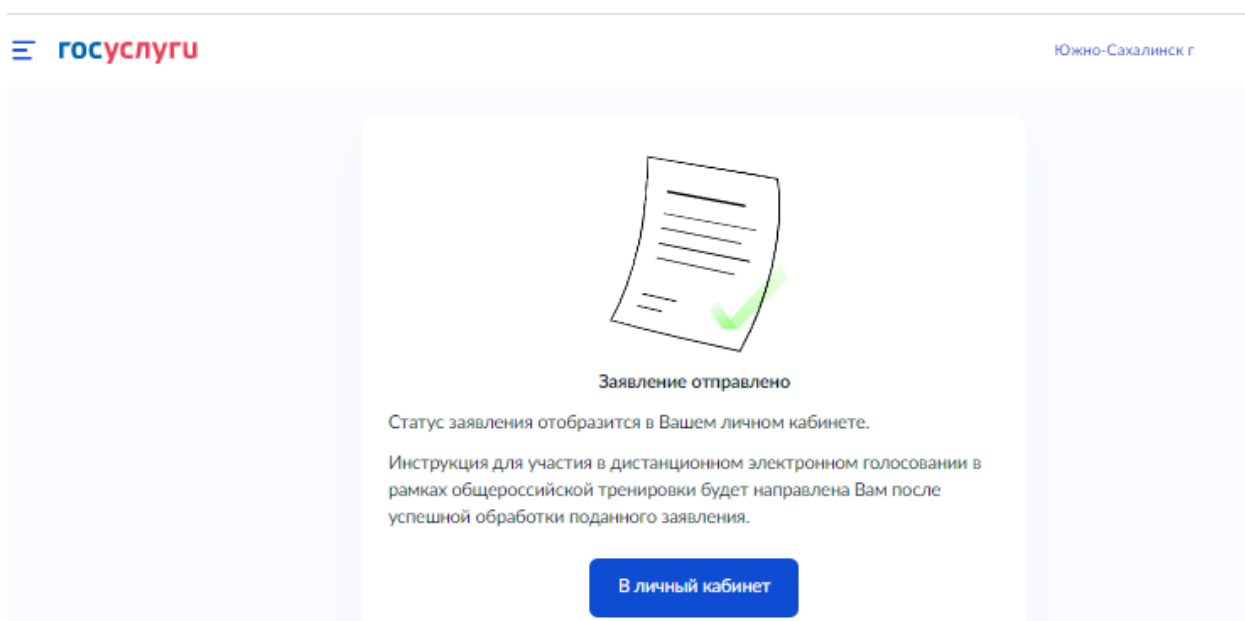 госуслуги
Южно-Сахалинск г
Заявление отправлено
Статус заявления отобразится в Вашем личном кабинете.
Инструкция для участия в дистанционном электронном голосовании в
рамках общероссийской тренировки будет направлена Вам после
успешной обработки поданного заявления.
В личный кабинет